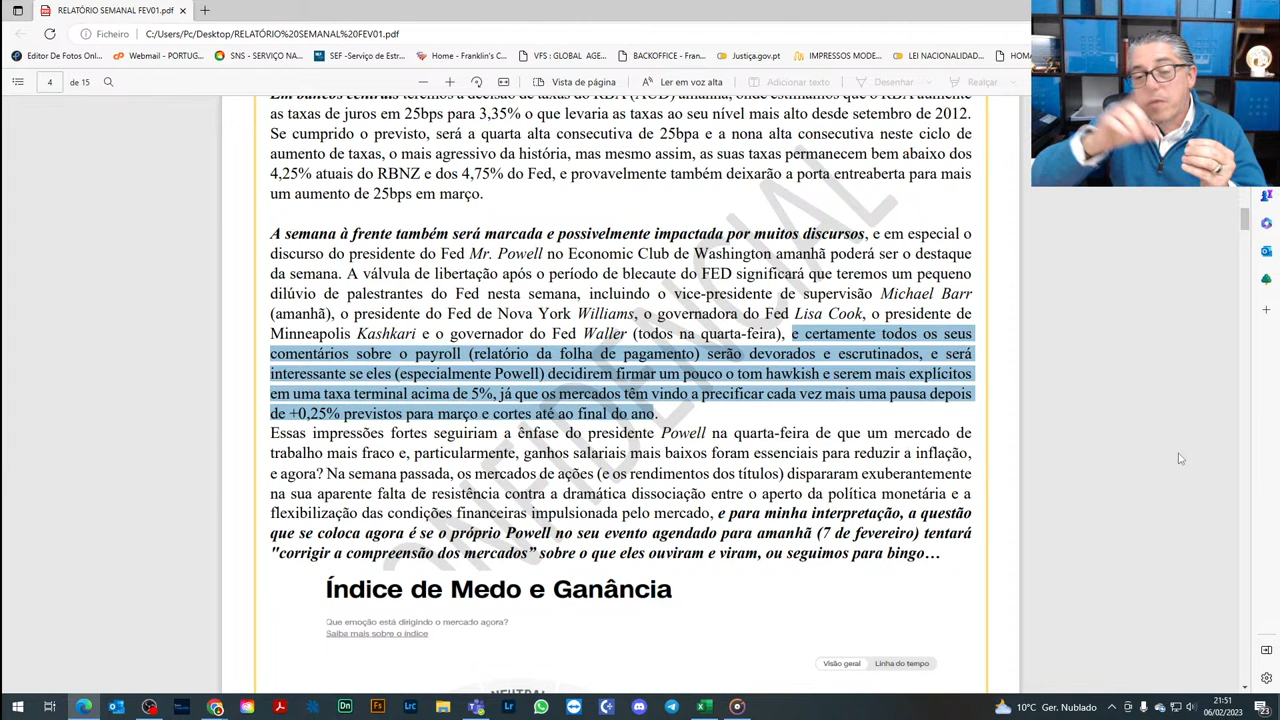 RELATÓRIO SEMANAL FEV01.pdf
Ficheiro
C:/Users/Pc/Desktop/RELATÓRIO%20SEMANAL%20FEV01.pdf
Editor De Fotos Onl...
Webmail - PORTUG...
SNS - SERVIÇO NA...
SEF -Serviço de Estr...
Home - Franklin's C...
VFS : GLOBAL AGE...
BACKOFFICE - Fran...
Justiça.gov.pt
IMPRESSOS MODE...
LEI NACIONALIDAD...
HOMA
4 de 15
Vista de página
Ler em voz alta
Adicionar texto
Desenhar
Realçar
as taxas de juros em 25bps para 3,35% o que levaria as taxas ao seu nível mais alto desde setembro de 2012.
Se cumprido o previsto, será a quarta alta consecutiva de 25bpa e a nona alta consecutiva neste ciclo de
aumento de taxas, o mais agressivo da história, mas mesmo assim, as suas taxas permanecem bem abaixo dos
4,25% atuais do RBNZ e dos 4,75% do Fed, e provavelmente também deixarão a porta entreaberta para mais
um aumento de 25bps em março.
A semana à frente também será marcada e possivelmente impactada por muitos discursos, e em especial o
discurso do presidente do Fed Mr. Powell no Economic Club de Washington amanhã poderá ser o destaque
da semana. A válvula de libertação após o período de blecaute do FED significará que teremos um pequeno
dilúvio de palestrantes do Fed nesta semana, incluindo o vice-presidente de supervisão Michael Barr
(amanhã), o presidente do Fed de Nova York Williams, o governadora do Fed Lisa Cook, o presidente de
Minneapolis Kashkari e o governador do Fed Waller (todos na quarta-feira), e certamente todos os seus
comentários sobre o payroll (relatório da folha de pagamento) serão devorados e escrutinados, e será
interessante se eles (especialmente Powell) decidirem firmar um pouco o tom hawkish e serem mais explícitos
em uma taxa terminal acima de 5%, já que os mercados têm vindo a precificar cada vez mais uma pausa depois
de +0,25% previstos para março e cortes até ao final do ano.
Essas impressões fortes seguiriam a ênfase do presidente Powell na quarta-feira de que um mercado de
trabalho mais fraco e, particularmente, ganhos salariais mais baixos foram essenciais para reduzir a inflação,
e agora? Na semana passada, os mercados de ações (e os rendimentos dos títulos) dispararam exuberantemente
na sua aparente falta de resistência contra a dramática dissociação entre o aperto da política monetária e a
flexibilização das condições financeiras impulsionada pelo mercado, e para minha interpretação, a questão
que se coloca agora é se o próprio Powell no seu evento agendado para amanhã (7 de fevereiro) tentará
"corrigir a compreensão dos mercados” sobre o que eles ouviram e viram, ou seguimos para bingo…
Índice de Medo e Ganância
Que emoção está dirigindo o mercado agora?
Saiba mais sobre o índice
Visão geral
Linha do tempo
NEUTRAL
CONFIDENCIAL
10°C Ger. Nublado
21:51
06/02/2023
23